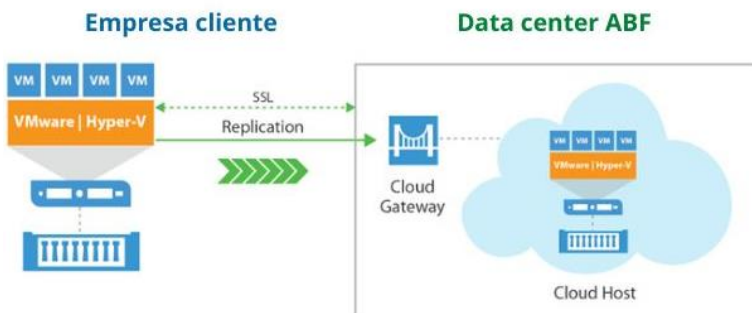 Empresa cliente
Data center ABF
VM VM VM VM
VMware | Hyper-V
SSL
Replication
Cloud
Gateway
VM VM VM VM
VMware | Hyper-V
Cloud Host